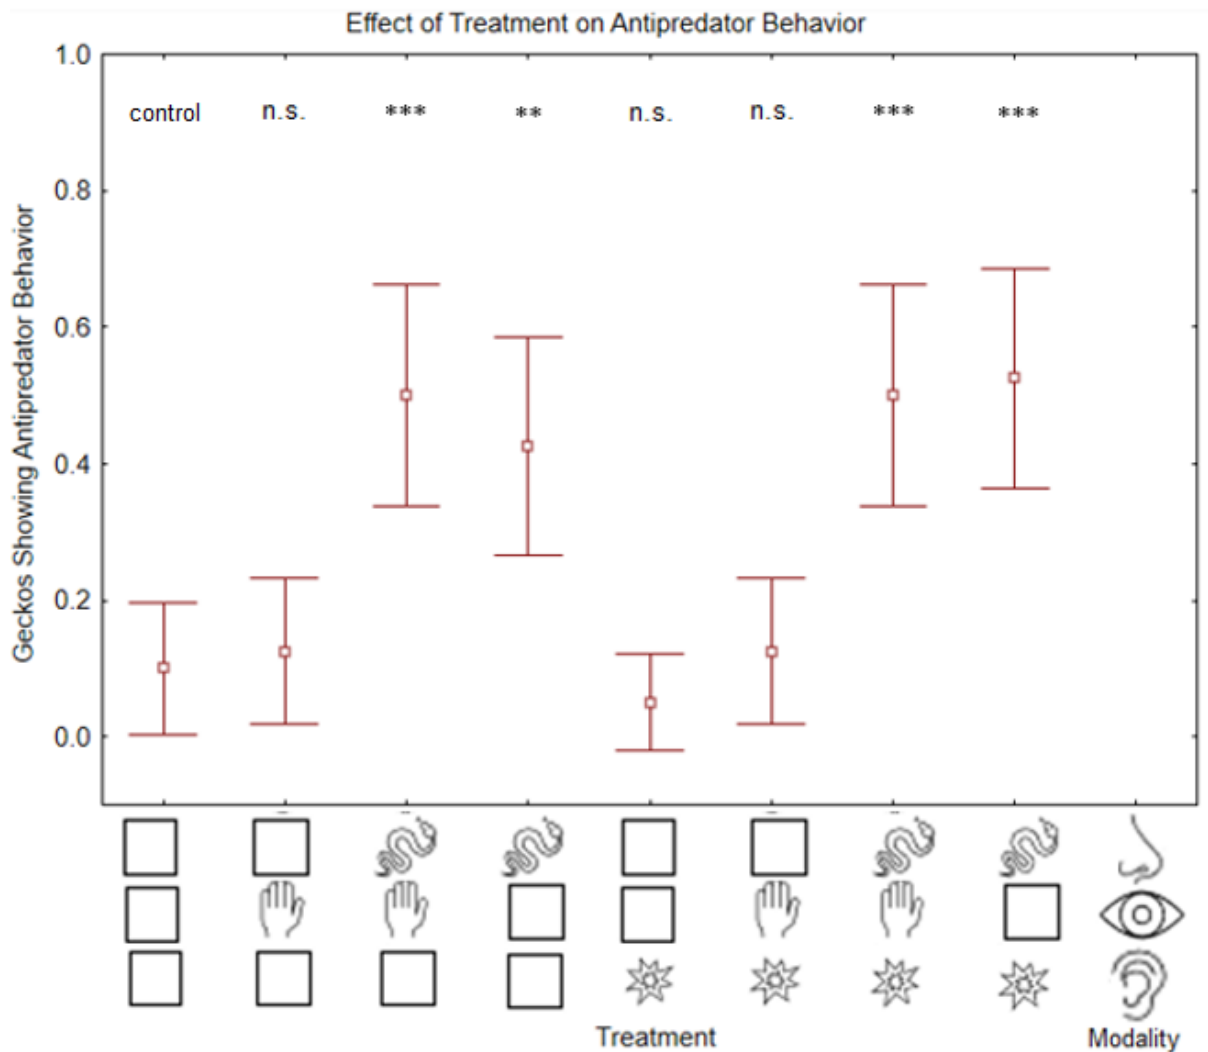 Effect of Treatment on Antipredator Behavior
1.0
control n.s. *** ** n.s. n.s. *** ***
0.8
Geckos Showing Antipredator Behavior
0.6
0.4
0.2
0.0
Treatment
Modality